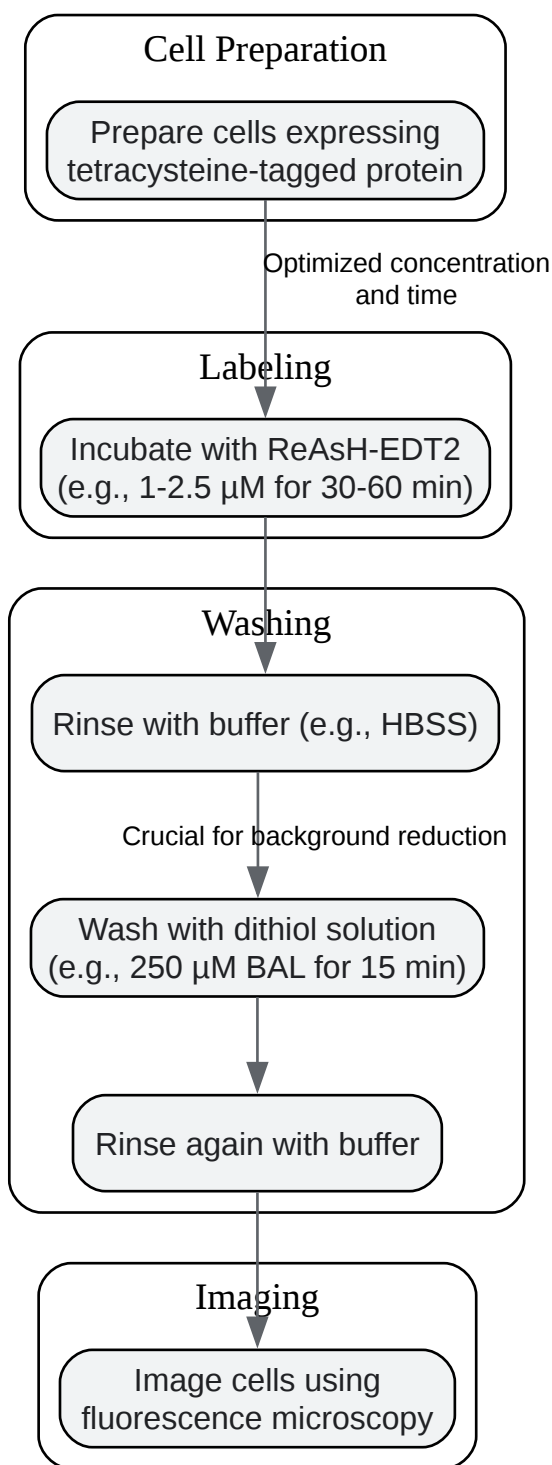 Cell Preparation
Prepare cells expressing
tetracysteine-tagged protein
Optimized concentration
and time
Labeling
Incubate with ReAsH-EDT2
(e.g., 1-2.5 µM for 30-60 min)
Washing
Rinse with buffer (e.g., HBSS)
Crucial for background reduction
Wash with dithiol solution
(e.g., 250 µM BAL for 15 min)
Rinse again with buffer
Imaging
Image cells using
fluorescence microscopy